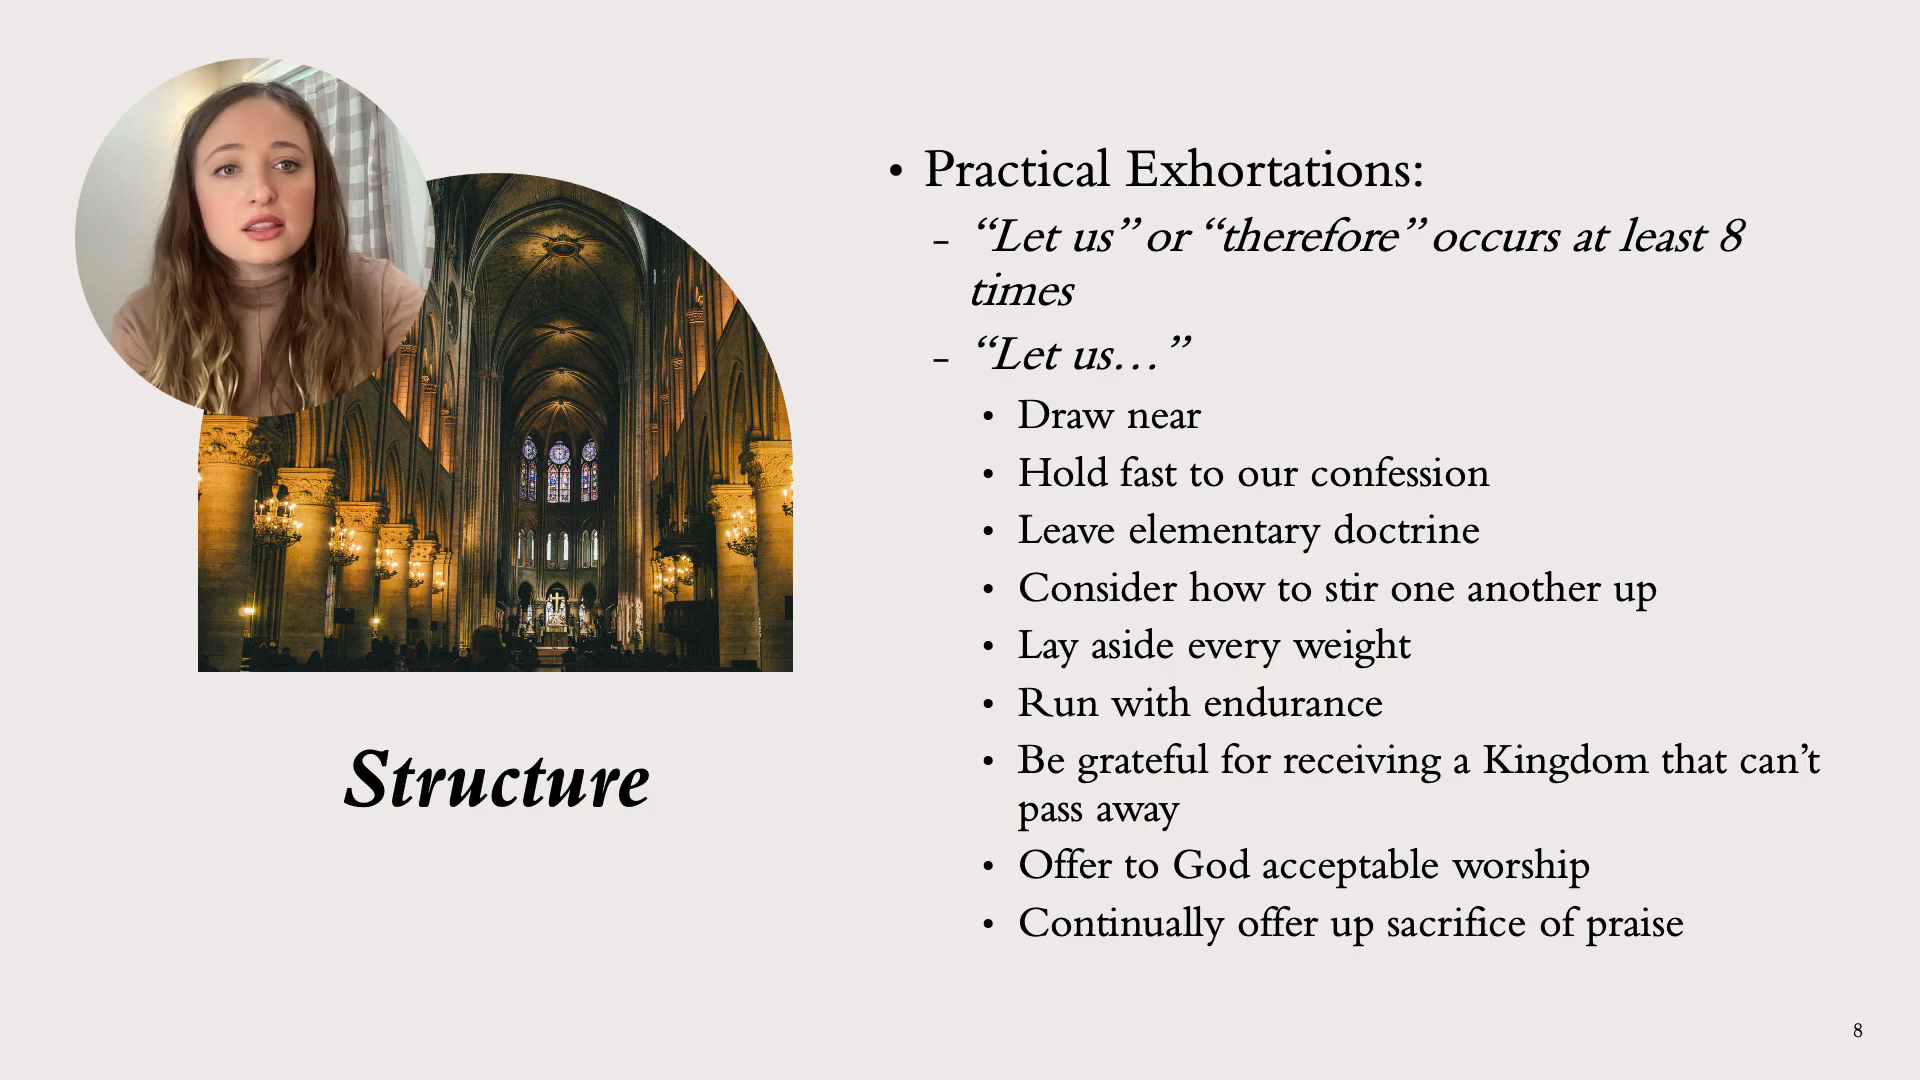 • Practical Exhortations:
– “Let us” or “therefore” occurs at least 8
times
– “Let us…”
• Draw near
• Hold fast to our confession
• Leave elementary doctrine
• Consider how to stir one another up
• Lay aside every weight
• Run with endurance
• Be grateful for receiving a Kingdom that can’t
pass away
• Offer to God acceptable worship
• Continually offer up sacrifice of praise
Structure
8